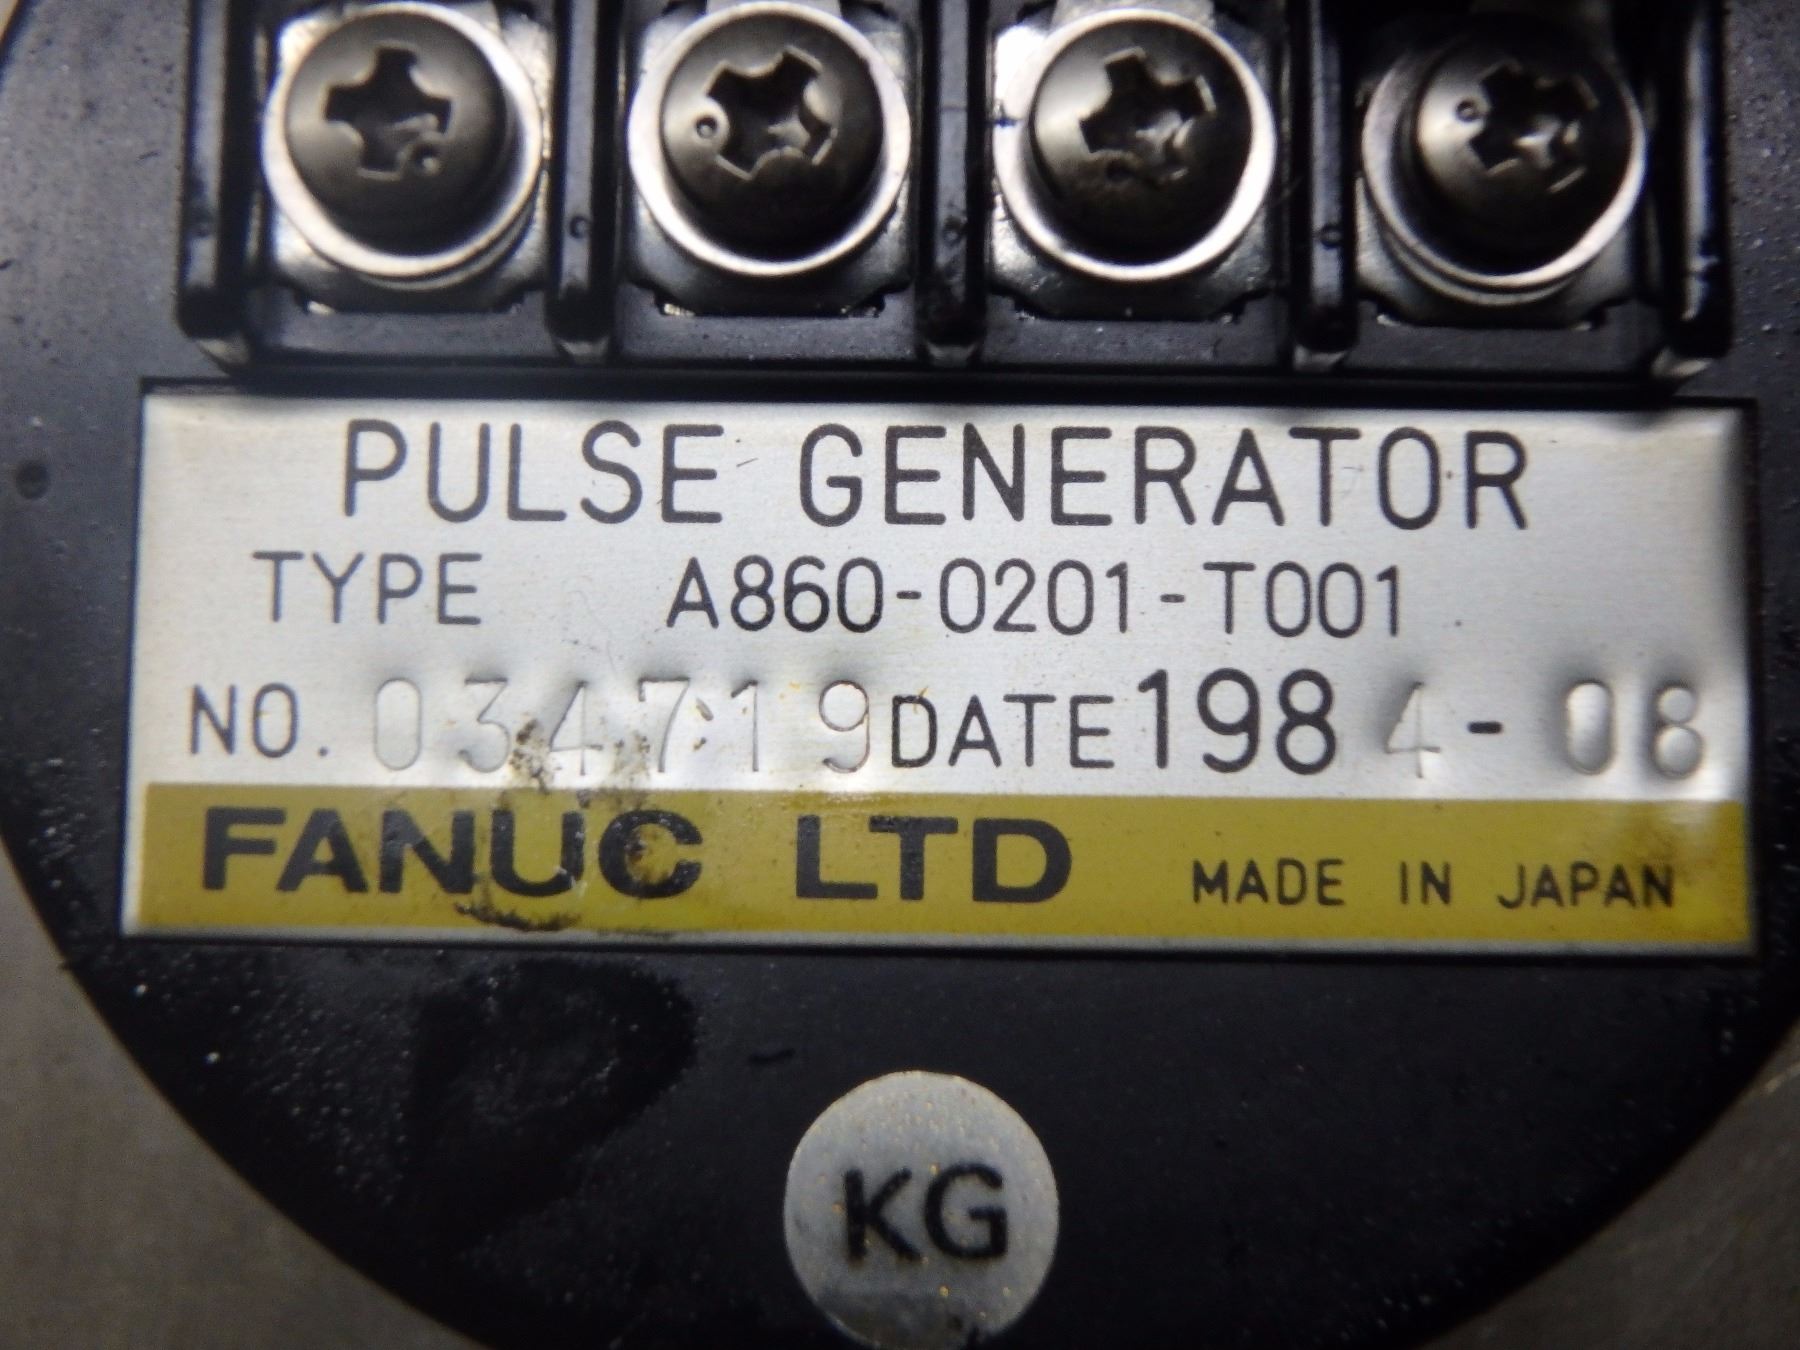 PULSE GENERATOR
TYPE A860-0201-T001
NO. 034719 DATE 1984-08
FANUC LTD MADE IN JAPAN
KG